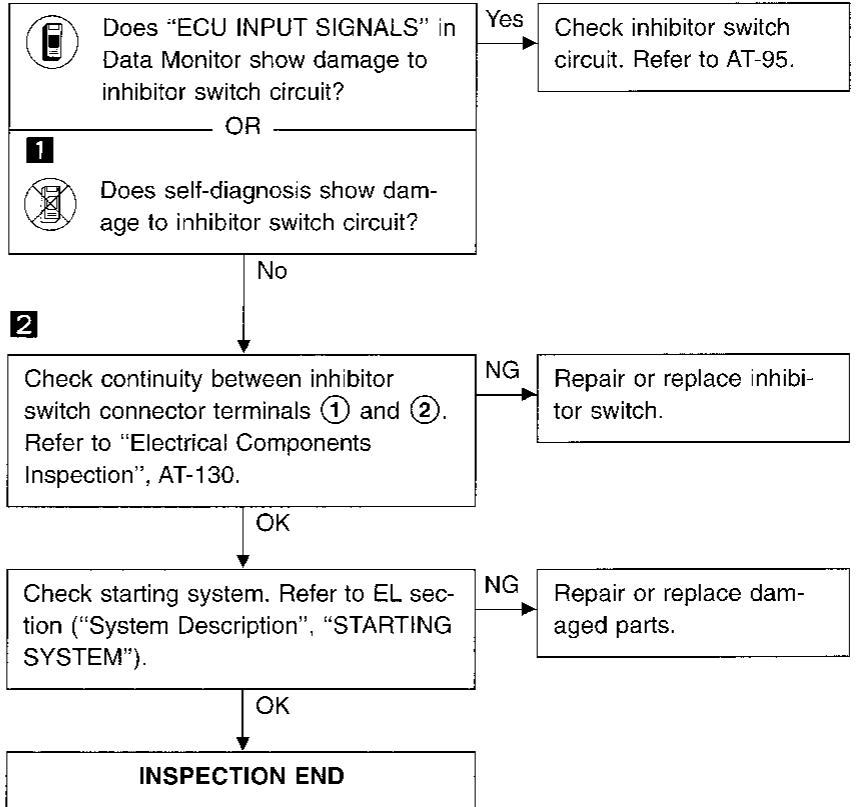 Does “ECU INPUT SIGNALS” in
Data Monitor show damage to
inhibitor switch circuit?
Yes
Check inhibitor switch
circuit. Refer to AT-95.
OR
1
Does self-diagnosis show dam-
age to inhibitor switch circuit?
No
2
Check continuity between inhibitor
switch connector terminals ① and ②.
Refer to “Electrical Components
Inspection”, AT-130.
NG
Repair or replace inhibi-
tor switch.
OK
Check starting system. Refer to EL sec-
tion (“System Description”, “STARTING
SYSTEM”).
NG
Repair or replace dam-
aged parts.
OK
INSPECTION END